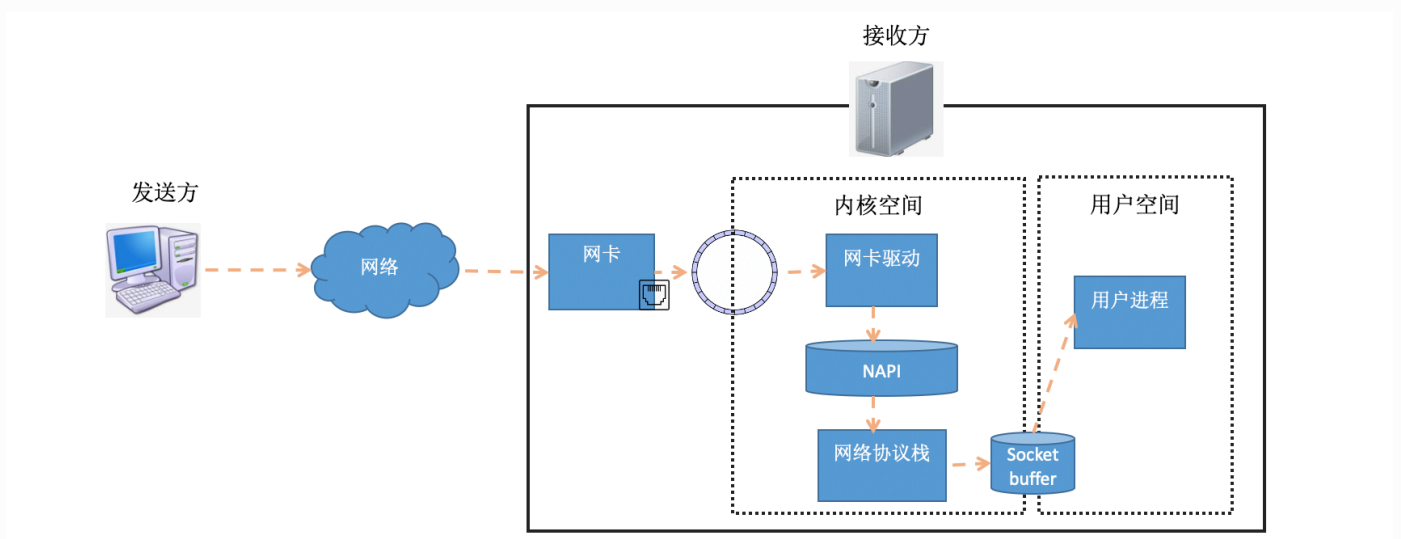 接收方
发送方
网络
网卡
内核空间
网卡驱动
NAPI
网络协议栈
Socket
buffer
用户空间
用户进程